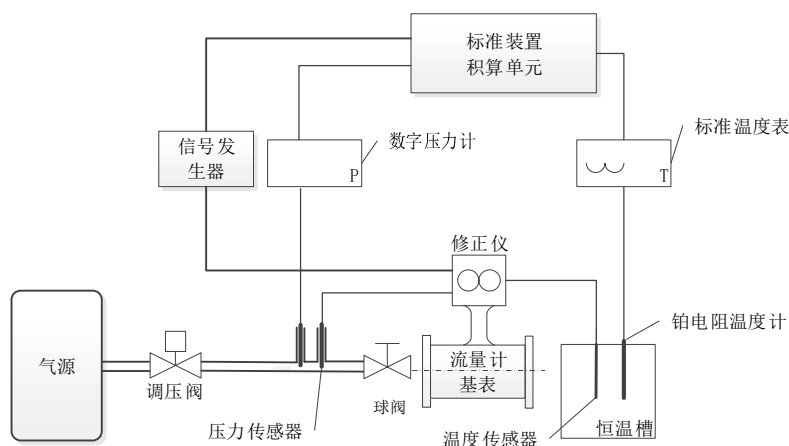 标准装置
积算单元
标准温度表
信号发
生器
数字压力计
P
T
修正仪
铂电阻温度计
气源
调压阀
流量计
基表
球阀
压力传感器
温度传感器
恒温槽